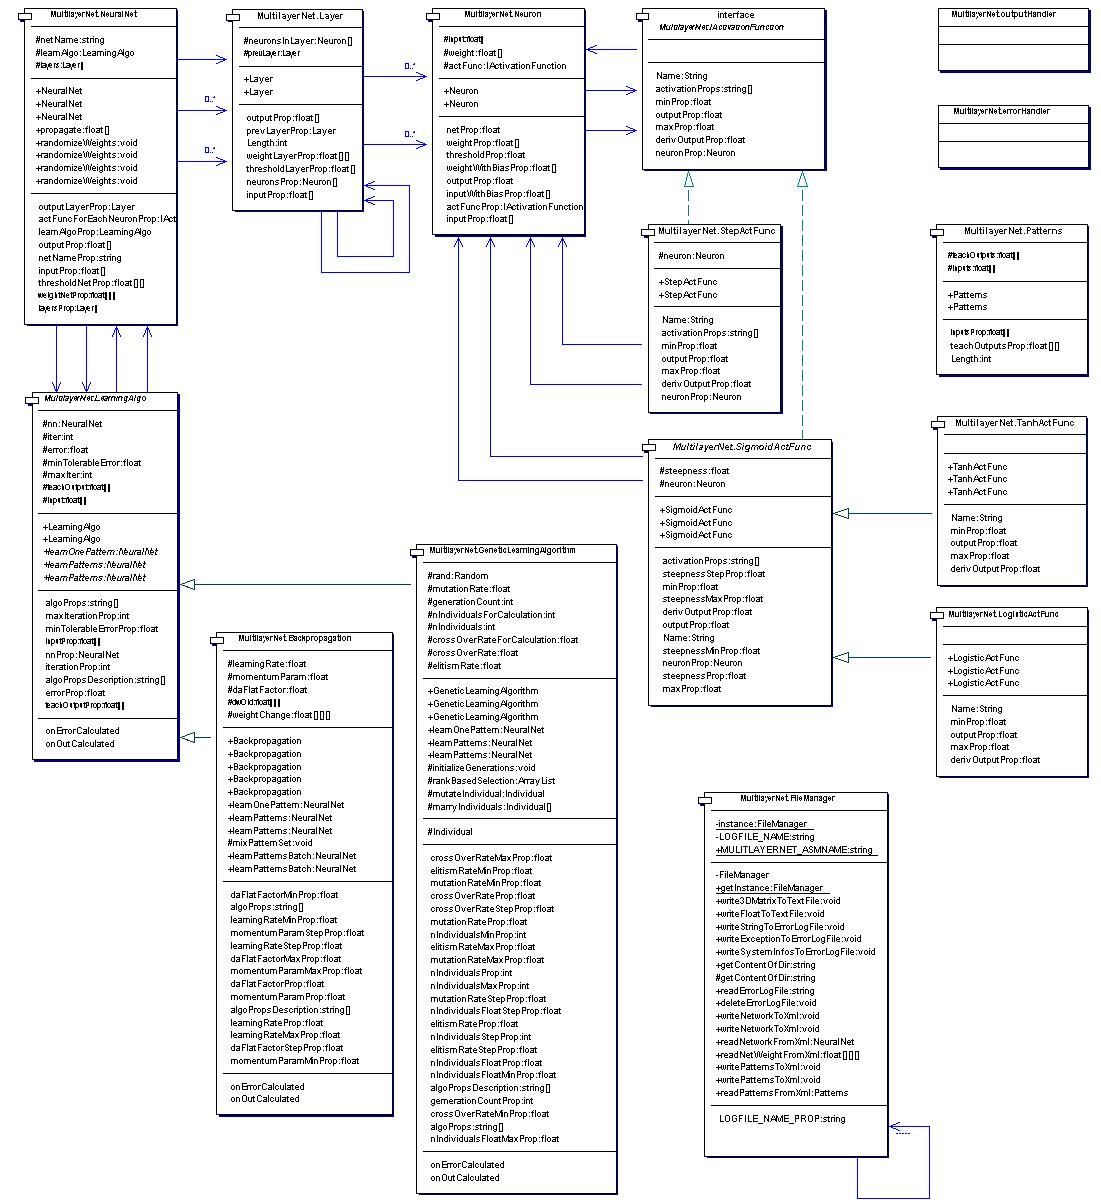 MultilayerNet.NeuralNet
#netName:string
#learnAlgo:LearningAlgo
#layers:Layer[]
+NeuralNet
+NeuralNet
+NeuralNet
+propagate:float[]
+randomizeWeights:void
+randomizeWeights:void
+randomizeWeights:void
+randomizeWeights:void
outputLayerProp:Layer
actFuncForEachNeuronProp:IAct
learnAlgoProp:LearningAlgo
outputProp:float[]
netNameProp:string
inputProp:float[]
thresholdNetProp:float[][]
weightNetProp:float[][][]
layersProp:Layer[]
0..*
0..*
MultilayerNet.Layer
#neuronsInLayer:Neuron[]
#prevLayer:Layer
+Layer
+Layer
outputProp:float[]
prevLayerProp:Layer
Length:int
weightLayerProp:float[][]
thresholdLayerProp:float[]
neuronsProp:Neuron[]
inputProp:float[]
0..*
0..*
MultilayerNet.Neuron
#input:float[]
#weight:float[]
#actFunc:IActivationFunction
+Neuron
+Neuron
netProp:float
weightProp:float[]
thresholdProp:float
weightWithBiasProp:float[]
outputProp:float
inputWithBiasProp:float[]
actFuncProp:IActivationFunction
inputProp:float[]
interface
MultilayerNet.IActivationFunction
Name:String
activationProps:string[]
minProp:float
outputProp:float
maxProp:float
derivOutputProp:float
neuronProp:Neuron
MultilayerNet.outputHandler
MultilayerNet.errorHandler
MultilayerNet.StepActFunc
#neuron:Neuron
+StepActFunc
+StepActFunc
Name:String
activationProps:string[]
minProp:float
outputProp:float
maxProp:float
derivOutputProp:float
neuronProp:Neuron
MultilayerNet.Patterns
#teachOutputs:float[][]
#inputs:float[][]
+Patterns
+Patterns
inputsProp:float[][]
teachOutputsProp:float[][]
Length:int
MultilayerNet.LearningAlgo
#nn:NeuralNet
#iter:int
#error:float
#minTolerableError:float
#maxIter:int
#teachOutput:float[][]
#input:float[][]
+LearningAlgo
+LearningAlgo
+learnOnePattern:NeuralNet
+learnPatterns:NeuralNet
+learnPatterns:NeuralNet
algoProps:string[]
maxIterationProp:int
minTolerableErrorProp:float
inputProp:float[][]
nnProp:NeuralNet
iterationProp:int
algoPropsDescription:string[]
errorProp:float
teachOutputProp:float[][]
onErrorCalculated
onOutCalculated
MultilayerNet.SigmoidActFunc
#steepness:float
#neuron:Neuron
+SigmoidActFunc
+SigmoidActFunc
+SigmoidActFunc
activationProps:string[]
steepnessStepProp:float
minProp:float
steepnessMaxProp:float
derivOutputProp:float
outputProp:float
Name:String
steepnessMinProp:float
neuronProp:Neuron
steepnessProp:float
maxProp:float
MultilayerNet.TanhActFunc
+TanhActFunc
+TanhActFunc
+TanhActFunc
Name:String
minProp:float
outputProp:float
maxProp:float
derivOutputProp:float
MultilayerNet.LogisticActFunc
+LogisticActFunc
+LogisticActFunc
+LogisticActFunc
Name:String
minProp:float
outputProp:float
maxProp:float
derivOutputProp:float
MultilayerNet.Backpropagation
#learningRate:float
#momentumParam:float
#daFlatFactor:float
#dwOld:float[][][]
#weightChange:float[][][]
+Backpropagation
+Backpropagation
+Backpropagation
+Backpropagation
+Backpropagation
+learnOnePattern:NeuralNet
+learnPatterns:NeuralNet
+learnPatterns:NeuralNet
#mixPatternSet:void
+learnPatternsBatch:NeuralNet
+learnPatternsBatch:NeuralNet
daFlatFactorMinProp:float
algoProps:string[]
learningRateMinProp:float
momentumParamStepProp:float
learningRateStepProp:float
daFlatFactorMaxProp:float
momentumParamMaxProp:float
daFlatFactorProp:float
momentumParamProp:float
algoPropsDescription:string[]
learningRateProp:float
learningRateMaxProp:float
daFlatFactorStepProp:float
momentumParamMinProp:float
onErrorCalculated
onOutCalculated
MultilayerNet.GeneticLearningAlgorithm
#rand:Random
#mutationRate:float
#generationCount:int
#nIndividualsForCalculation:int
#nIndividuals:int
#crossOverRateForCalculation:float
#crossOverRate:float
#elitismRate:float
+GeneticLearningAlgorithm
+GeneticLearningAlgorithm
+GeneticLearningAlgorithm
+learnOnePattern:NeuralNet
+learnPatterns:NeuralNet
+learnPatterns:NeuralNet
#initializeGenerations:void
#rankBasedSelection:ArrayList
#mutateIndividual:Individual
#marryIndividuals:Individual[]
#Individual
crossOverRateMaxProp:float
elitismRateMinProp:float
mutationRateMinProp:float
crossOverRateProp:float
crossOverRateStepProp:float
mutationRateProp:float
nIndividualsMinProp:int
elitismRateMaxProp:float
mutationRateMaxProp:float
nIndividualsProp:int
nIndividualsMaxProp:int
mutationRateStepProp:float
nIndividualsFloatStepProp:float
elitismRateProp:float
nIndividualsStepProp:int
elitismRateStepProp:float
nIndividualsFloatProp:float
nIndividualsFloatMinProp:float
algoPropsDescription:string[]
gemerationCountProp:int
crossOverRateMinProp:float
algoProps:string[]
nIndividualsFloatMaxProp:float
onErrorCalculated
onOutCalculated
MultilayerNet.FileManager
-instance:FileManager
-LOGFILE_NAME:string
+MULITLAYERNET_ASMNAME:string
-FileManager
+getInstance:FileManager
+write3DMatrixToTextFile:void
+writeFloatToTextFile:void
+writeStringToErrorLogFile:void
+writeExceptionToErrorLogFile:void
+writeSystemInfosToErrorLogFile:void
+getContentOfDir:string
#getContentOfDir:string
+readErrorLogFile:string
+deleteErrorLogFile:void
+writeNetworkToXml:void
+writeNetworkToXml:void
+readNetworkFromXml:NeuralNet
+readNetWeightFromXml:float[][][]
+writePatternsToXml:void
+writePatternsToXml:void
+readPatternsFromXml:Patterns
LOGFILE_NAME_PROP:string